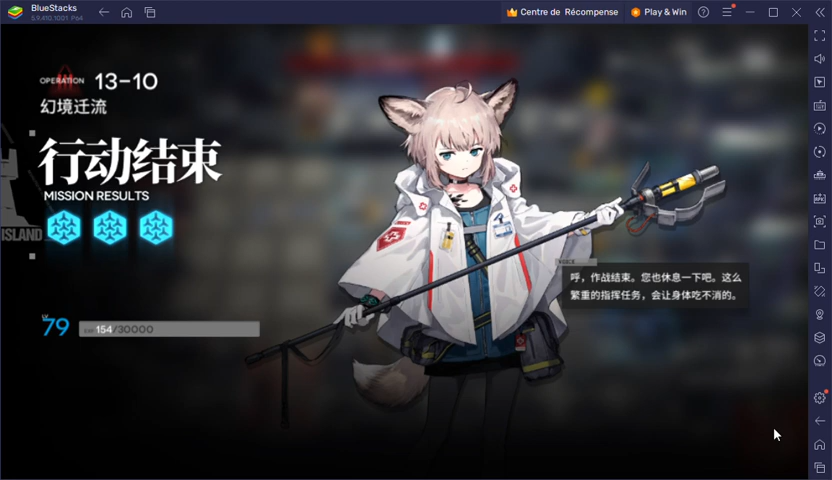 BlueStacks
5.9.410.1001 P64
Centre de Récompense
Play & Win
OPERATION 13-10
幻境迁流
行动结束
MISSION RESULTS
ISLAND
VOICE
呼，作战结束。您也休息一下吧。这么
繁重的指挥任务，会让身体吃不消的。
LV
79
EXP 154/30000